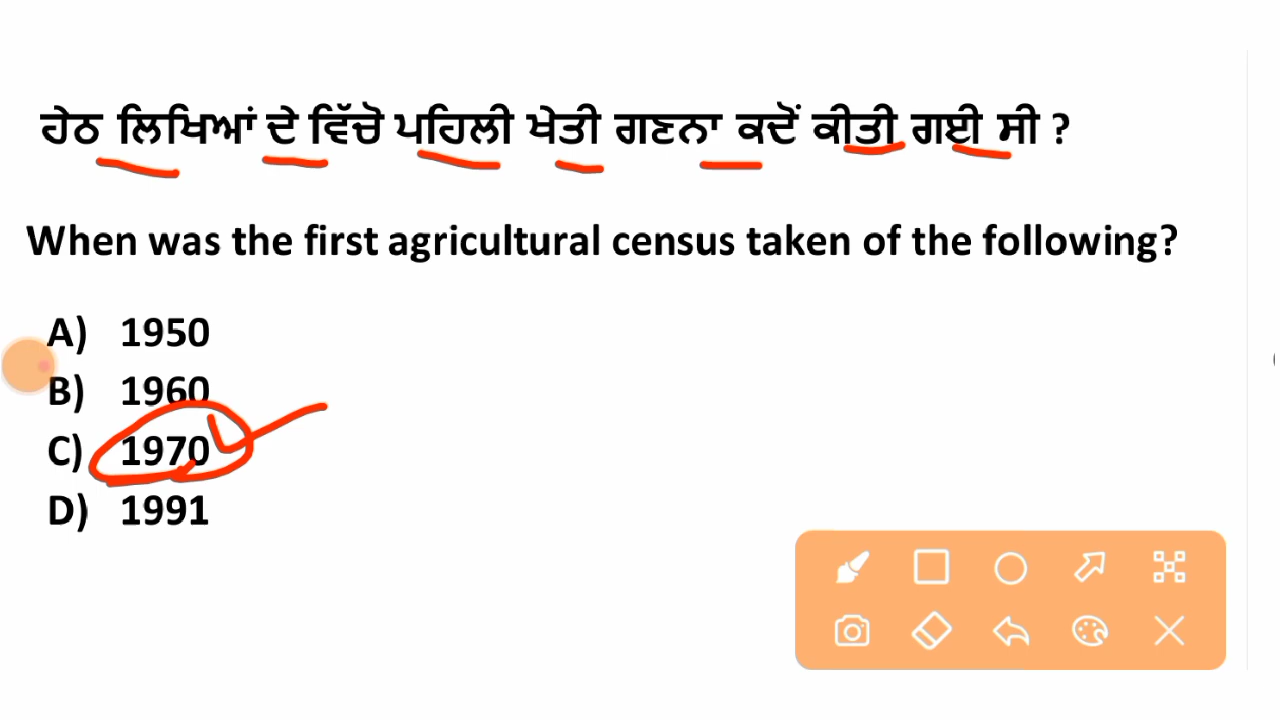 ਹੇਠ ਲਿਖਿਆਂ ਦੇ ਵਿੱਚੋ ਪਹਿਲੀ ਖੇਤੀ ਗਣਨਾ ਕਦੋਂ ਕੀਤੀ ਗਈ ਸੀ ?
When was the first agricultural census taken of the following?
A) 1950
B) 1960
C) 1970
D) 1991